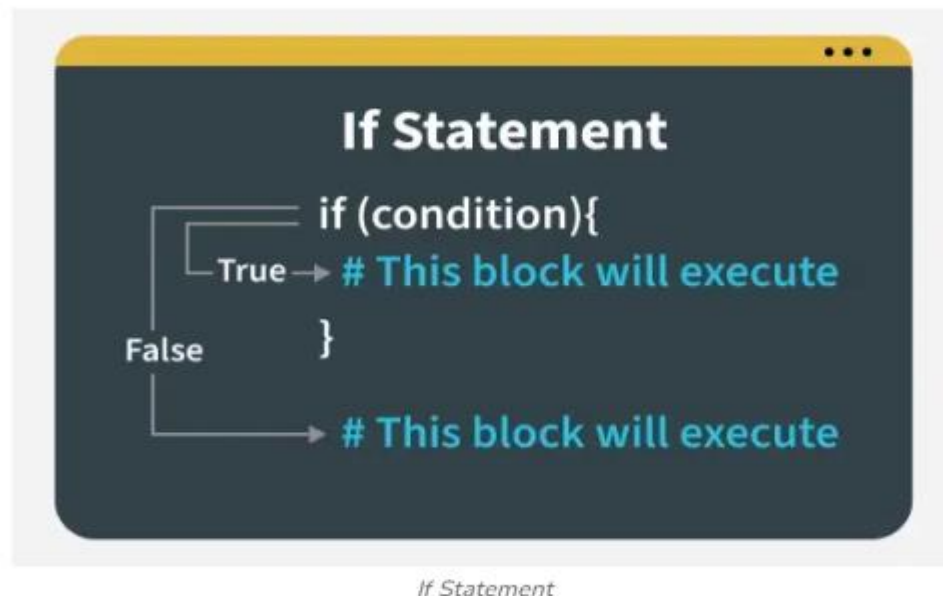 If Statement
if (condition){
True
# This block will execute
}
False
# This block will execute
If Statement